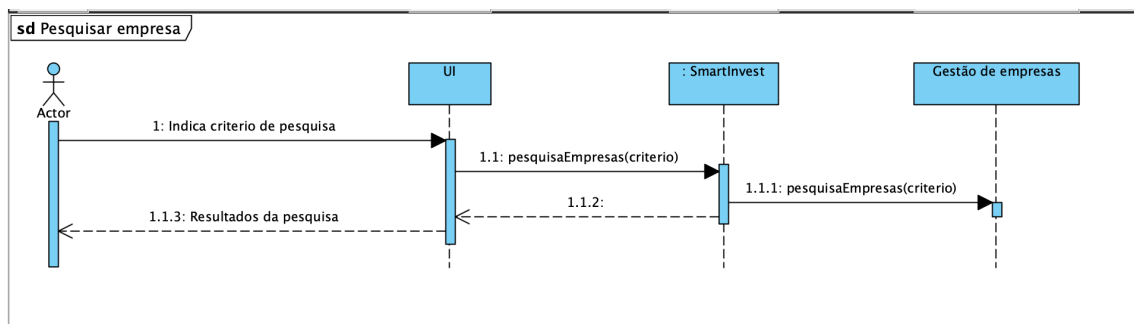 sd Pesquisar empresa
Actor
UI
: SmartInvest
Gestão de empresas
1: Indica criterio de pesquisa
1.1: pesquisaEmpresas(criterio)
1.1.1: pesquisaEmpresas(criterio)
1.1.2:
1.1.3: Resultados da pesquisa